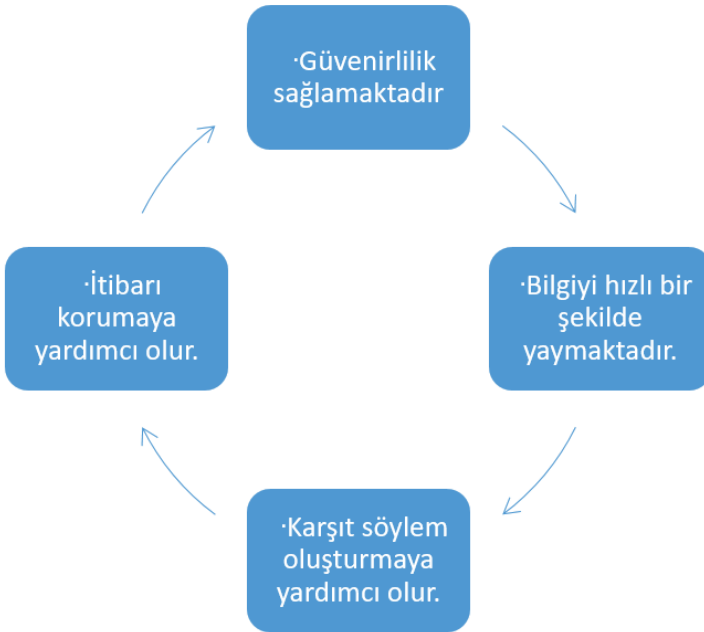 ·Güvenirlilik
sağlamaktadır
·Bilgiyi hızlı bir
şekilde
yaymaktadır.
·Karşıt söylem
oluşturmaya
yardımcı olur.
·İtibarı
korumaya
yardımcı olur.